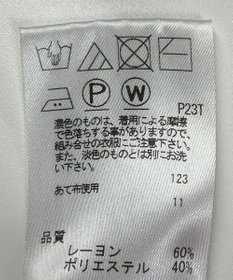 P W
P23T
濃色のものは、着用による摩擦
で色落ちする事がありますので、
組み合せの衣服にご注意下さい。
また、淡色のものとは別にお洗
い下さい。
123
あて布使用
11
品質
レーヨン 60%
ポリエステル 40%